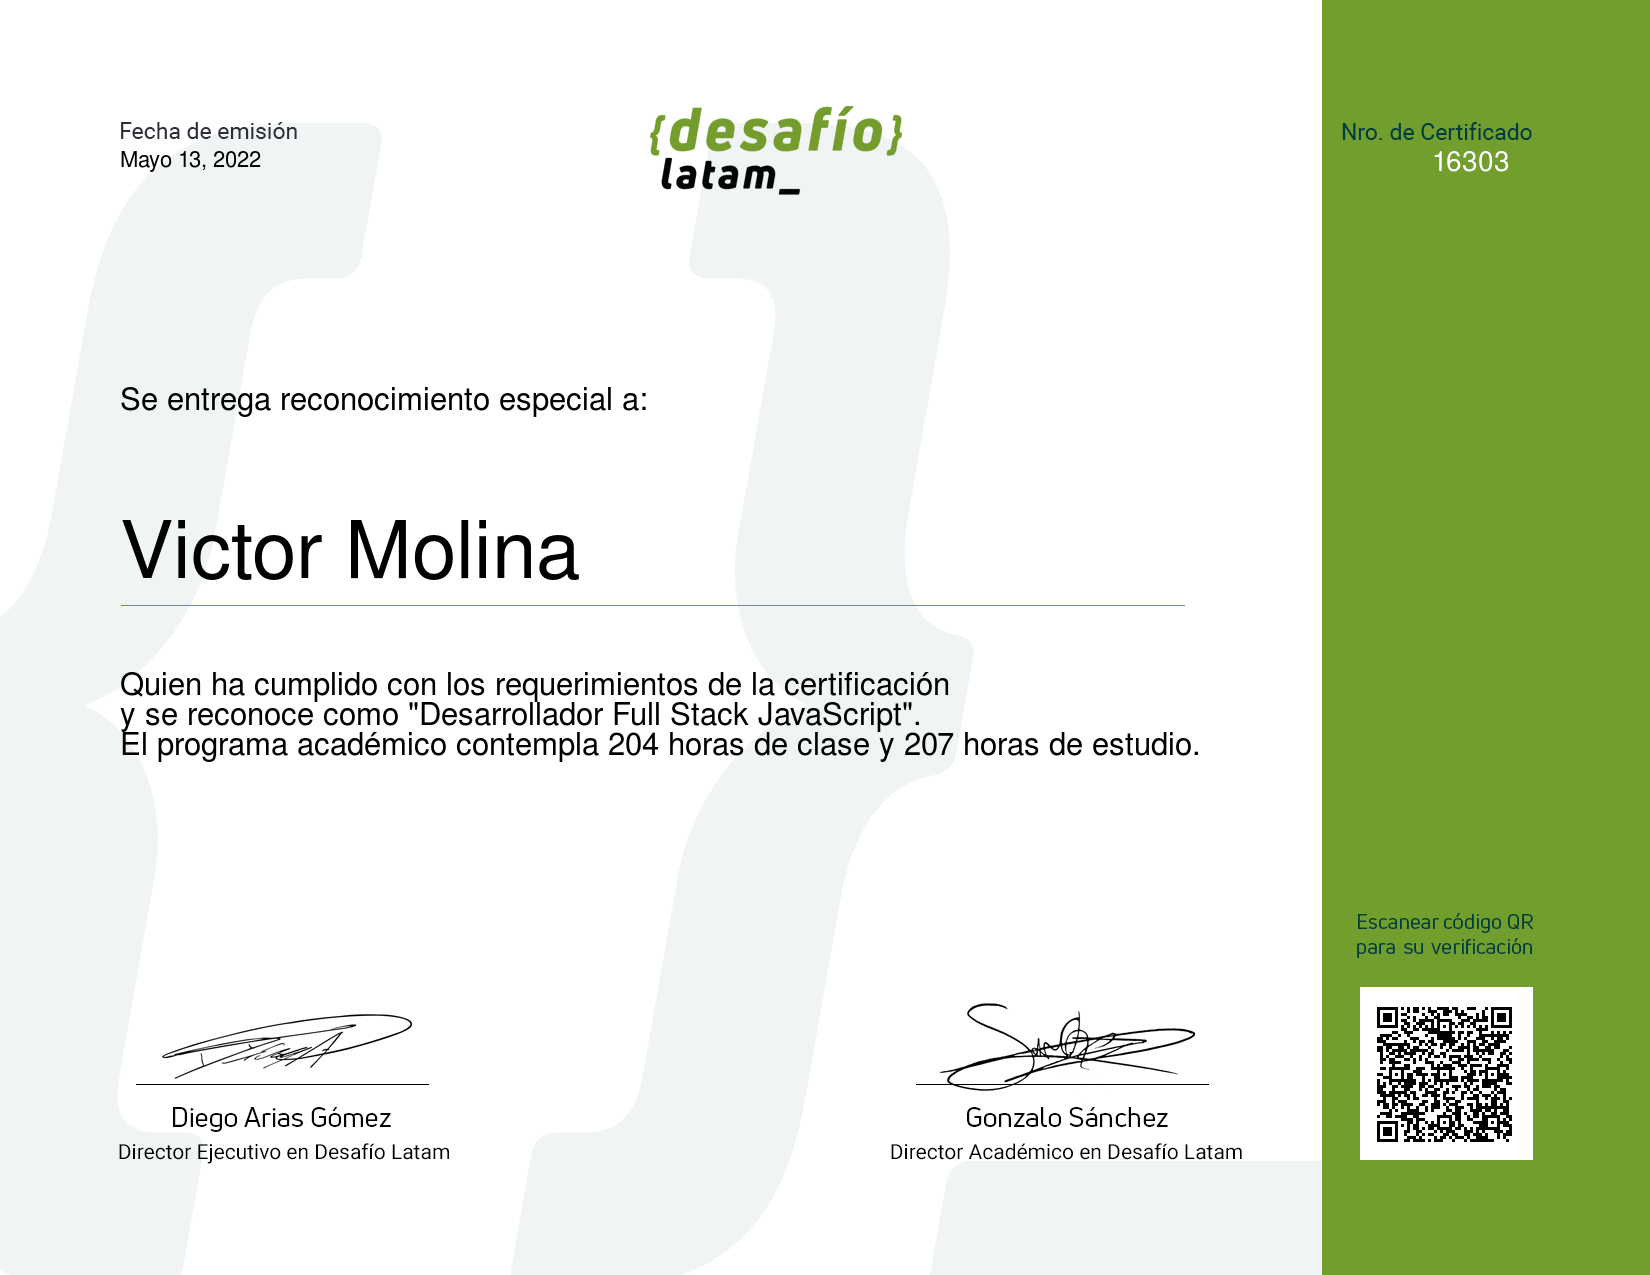 Fecha de emisión
Mayo 13, 2022
{desafío}
latam_
Nro. de Certificado
16303
Se entrega reconocimiento especial a:
Victor Molina
Quien ha cumplido con los requerimientos de la certificación
y se reconoce como "Desarrollador Full Stack JavaScript".
El programa académico contempla 204 horas de clase y 207 horas de estudio.
Escanear código QR
para su verificación
Diego Arias Gómez
Director Ejecutivo en Desafío Latam
Gonzalo Sánchez
Director Académico en Desafío Latam